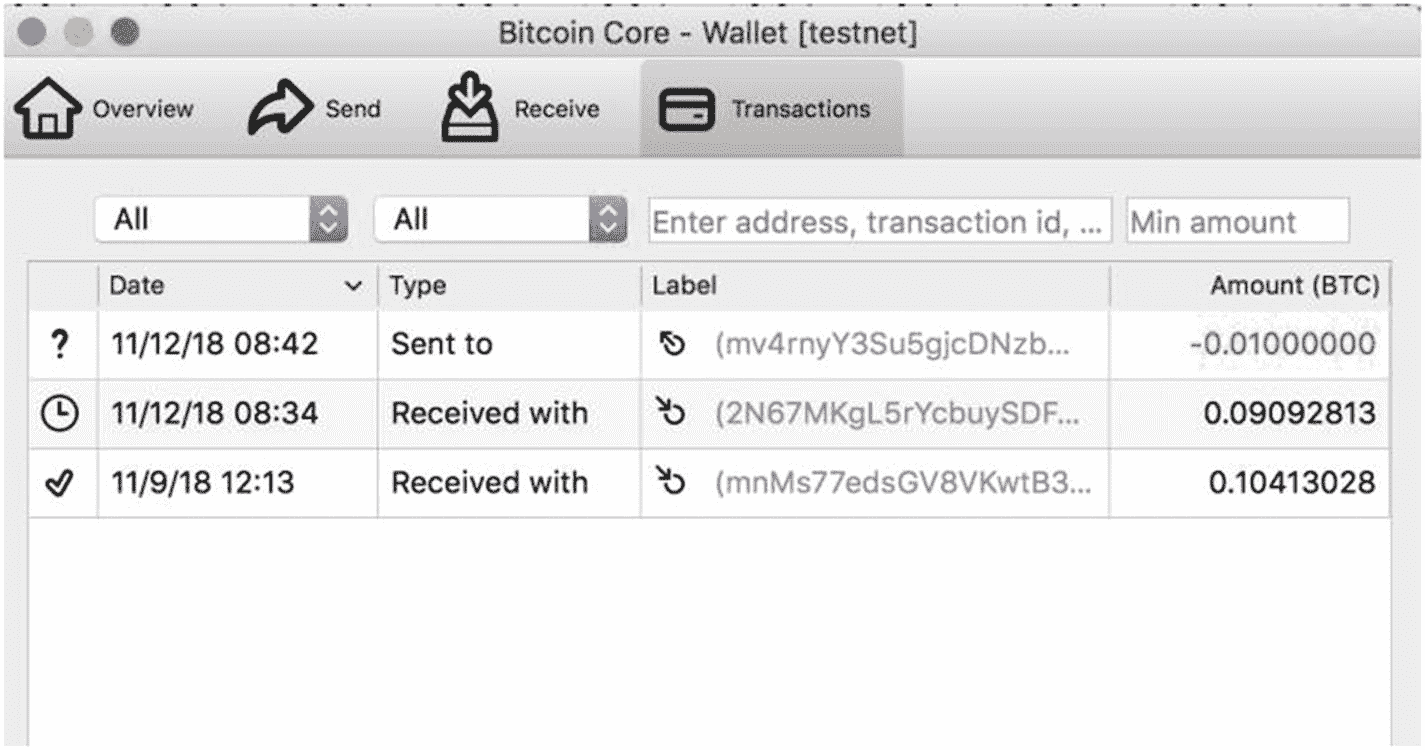 Bitcoin Core - Wallet [testnet]
Overview Send Receive Transactions
All All Enter address, transaction id, ... Min amount
Date Type Label Amount (BTC)
? 11/12/18 08:42 Sent to (mv4rnyY3Su5gjcDNzb... -0.01000000
11/12/18 08:34 Received with (2N67MKgL5rYcbuySDF... 0.09092813
11/9/18 12:13 Received with (mnMs77edsGV8VKwtB3... 0.10413028